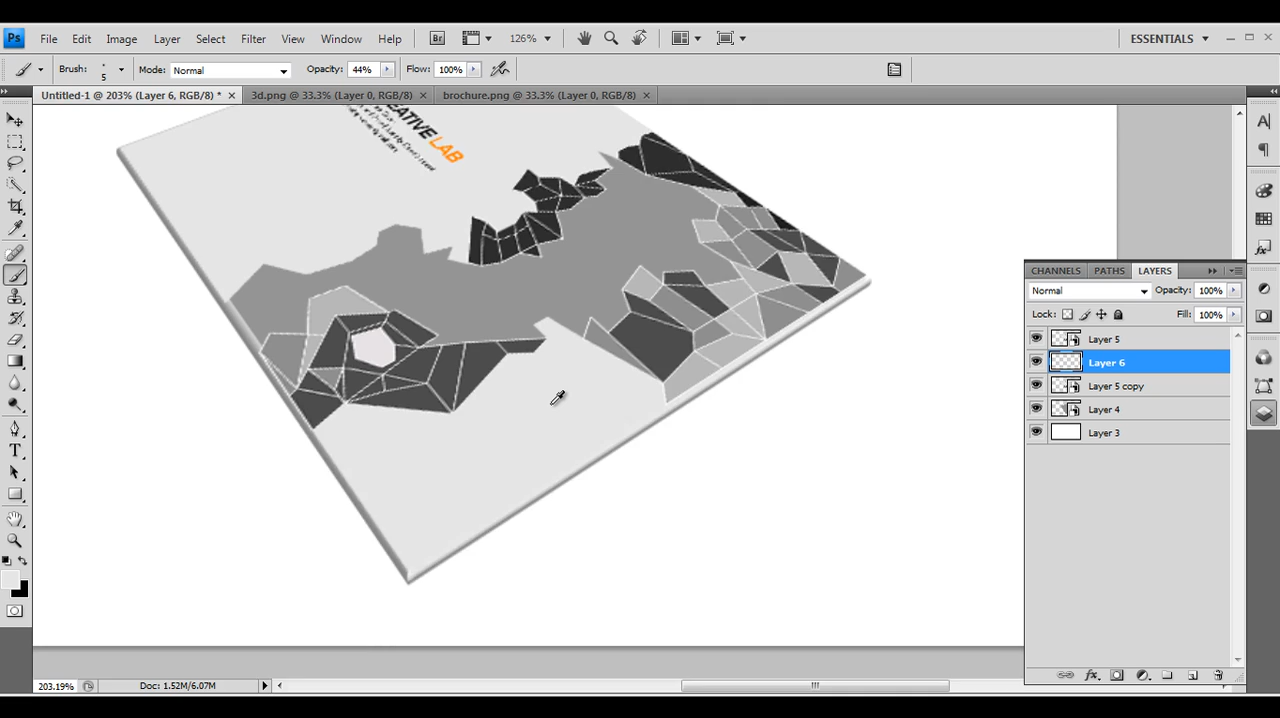 Ps File Edit Image Layer Select Filter View Window Help Br 126% ESSENTIALS
Brush: 5 Mode: Normal Opacity: 44% Flow: 100%
Untitled-1 @ 203% (Layer 6, RGB/8) * 3d.png @ 33.3% (Layer 0, RGB/8) brochure.png @ 33.3% (Layer 0, RGB/8)
EATIVE LAB
CHANNELS PATHS LAYERS
Normal Opacity: 100%
Lock: Fill: 100%
Layer 5
Layer 6
Layer 5 copy
Layer 4
Layer 3
203.19% Doc: 1.52M/6.07M